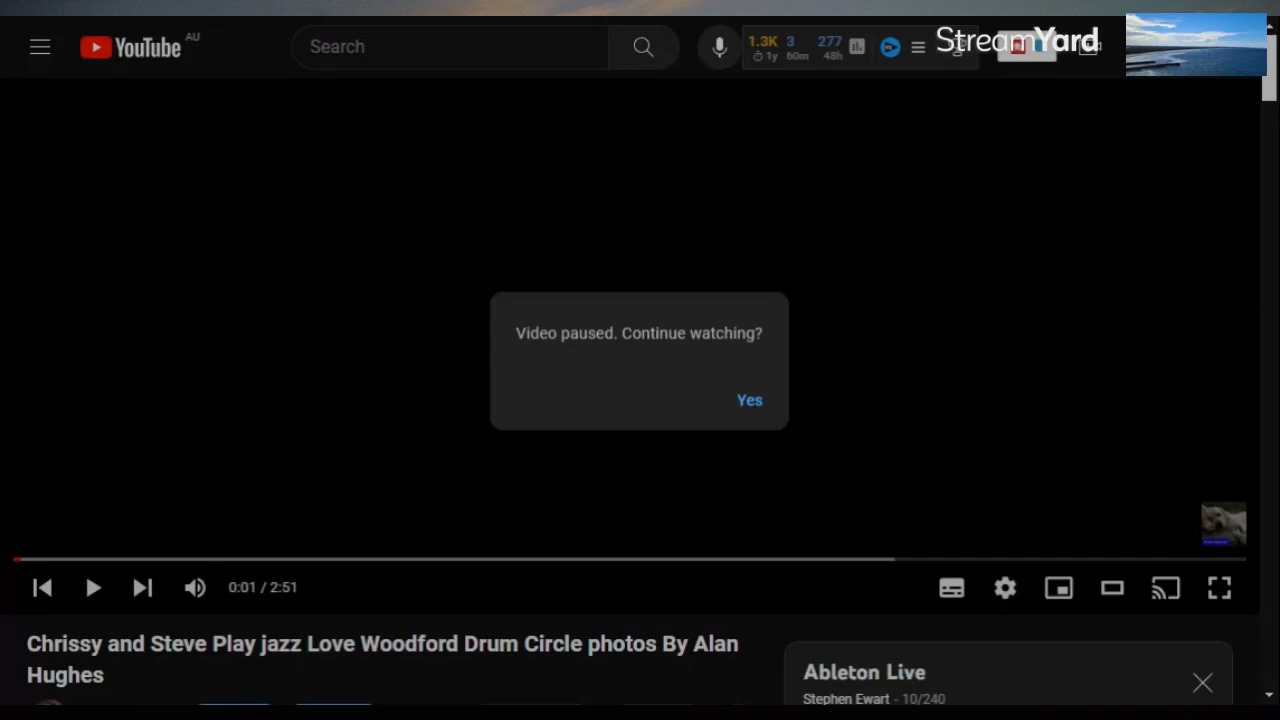 YouTube AU
Search
1.3K 3 277
1y 60m 48h
StreamYard
Video paused. Continue watching?
Yes
0:01 / 2:51
Chrissy and Steve Play jazz Love Woodford Drum Circle photos By Alan
Hughes
Ableton Live
Stephen Ewart - 10/240